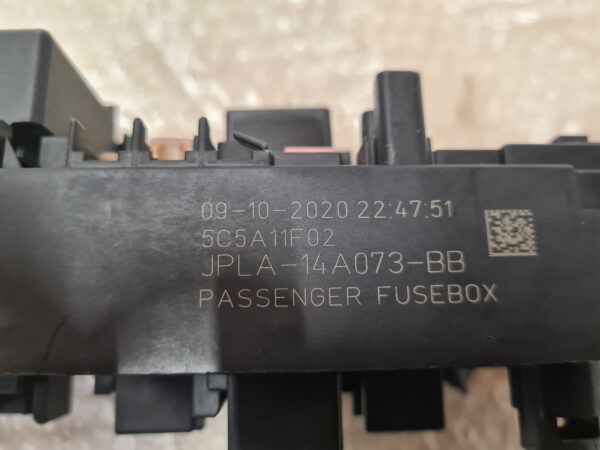 09-10-2020 22:47:51
5C5A11F02
JPLA-14A073-BB
PASSENGER FUSEBOX